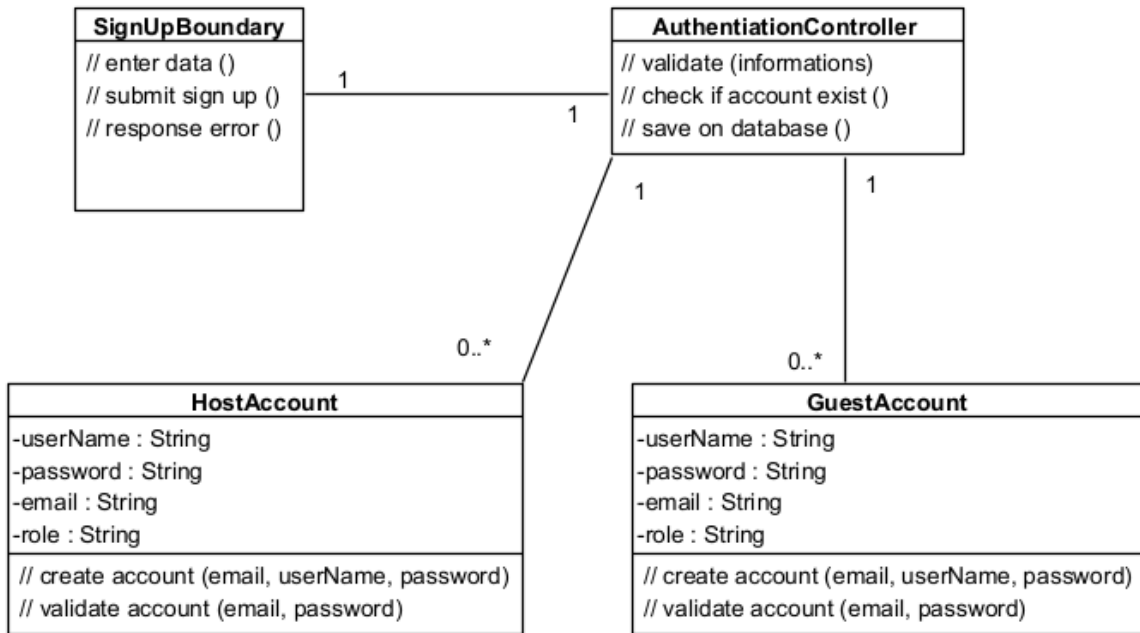 SignUpBoundary
// enter data ()
// submit sign up ()
// response error ()
AuthentiationController
// validate (informations)
// check if account exist ()
// save on database ()
1
1
1
1
0..*
0..*
HostAccount
-userName : String
-password : String
-email : String
-role : String
// create account (email, userName, password)
// validate account (email, password)
GuestAccount
-userName : String
-password : String
-email : String
-role : String
// create account (email, userName, password)
// validate account (email, password)